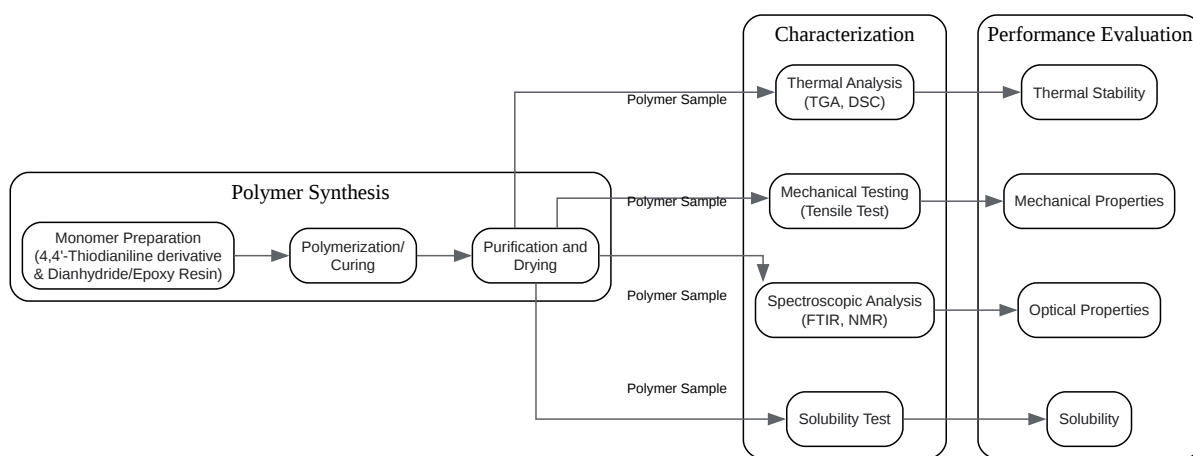 Polymer Synthesis
Monomer Preparation
(4,4'-Thiodianiline derivative
& Dianhydride/Epoxy Resin)
Polymerization/
Curing
Purification and
Drying
Polymer Sample
Polymer Sample
Polymer Sample
Polymer Sample
Characterization
Thermal Analysis
(TGA, DSC)
Mechanical Testing
(Tensile Test)
Spectroscopic Analysis
(FTIR, NMR)
Solubility Test
Performance Evaluation
Thermal Stability
Mechanical Properties
Optical Properties
Solubility